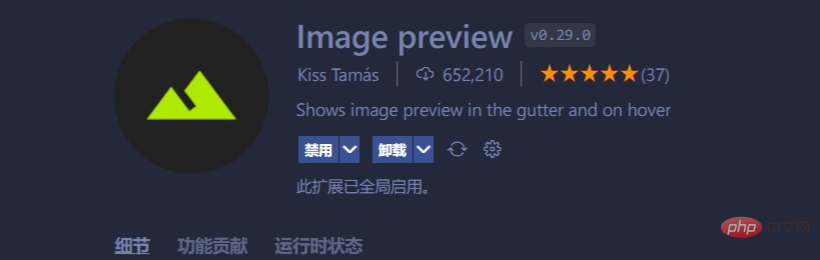 Image preview v0.29.0
Kiss Tamás 652,210 ★★★★★(37)
Shows image preview in the gutter and on hover
禁用 卸载
此扩展已全局启用。
php 中文网
细节 功能贡献 运行时状态